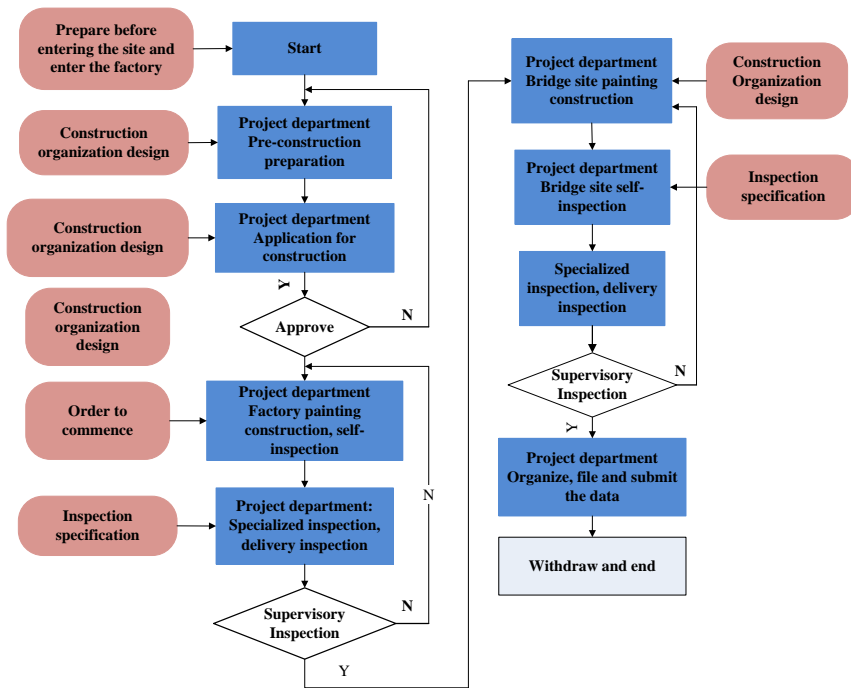 Prepare before
entering the site and
enter the factory
Start
Construction
organization design
Project department
Pre-construction
preparation
Construction
organization design
Project department
Application for
construction
Y
Construction
organization
design
Approve
N
Order to
commence
Project department
Factory painting
construction, self-
inspection
N
Inspection
specification
Project department:
Specialized inspection,
delivery inspection
Supervisory
Inspection
N
Y
Project department
Bridge site painting
construction
Construction
Organization
design
Project department
Bridge site self-
inspection
Inspection
specification
Specialized
inspection, delivery
inspection
Supervisory
Inspection
N
Y
Project department
Organize, file and submit
the data
Withdraw and end